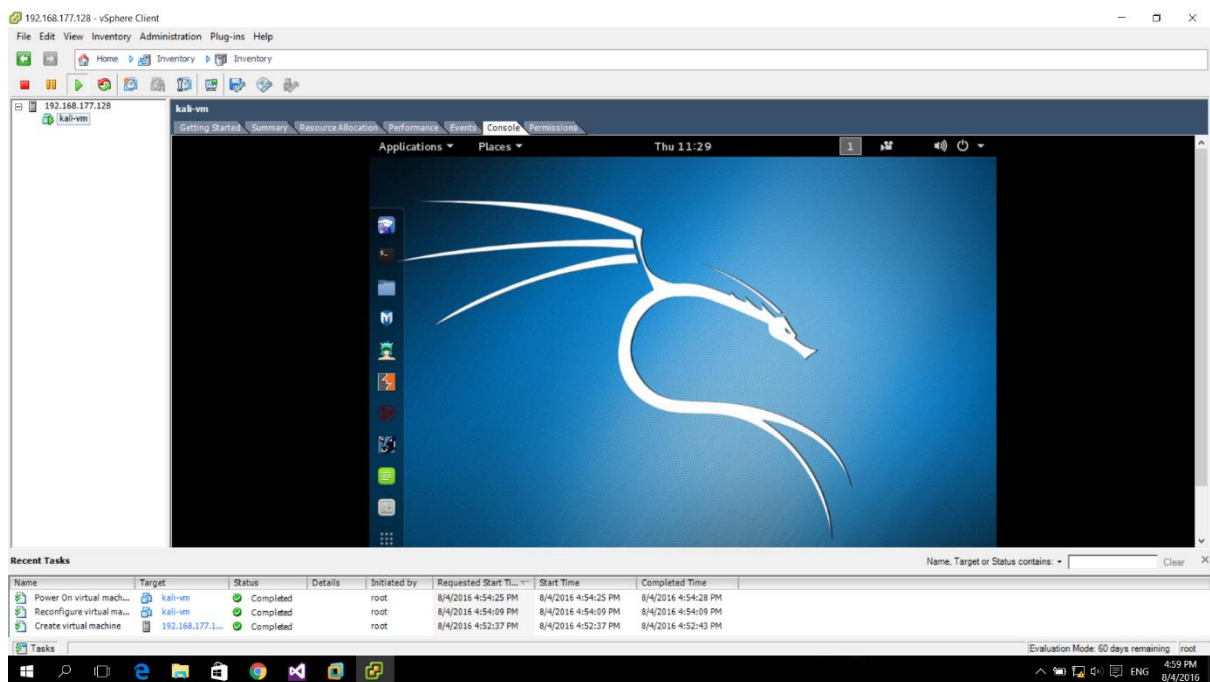 192.168.177.128 - vSphere Client
File Edit View Inventory Administration Plug-ins Help
Home Inventory Inventory
192.168.177.128
kali-vm
kali-vm
Getting Started Summary Resource Allocation Performance Events Console Permissions
Applications Places Thu 11:29 1
Recent Tasks
Name, Target or Status contains: Clear
Name Target Status Details Initiated by Requested Start Ti... Start Time Completed Time
Power On virtual mach... kali-vm Completed root 8/4/2016 4:54:25 PM 8/4/2016 4:54:25 PM 8/4/2016 4:54:28 PM
Reconfigure virtual ma... kali-vm Completed root 8/4/2016 4:54:09 PM 8/4/2016 4:54:09 PM 8/4/2016 4:54:09 PM
Create virtual machine 192.168.177.1... Completed root 8/4/2016 4:52:37 PM 8/4/2016 4:52:37 PM 8/4/2016 4:52:43 PM
Tasks Evaluation Mode: 60 days remaining root
ENG 4:59 PM
8/4/2016